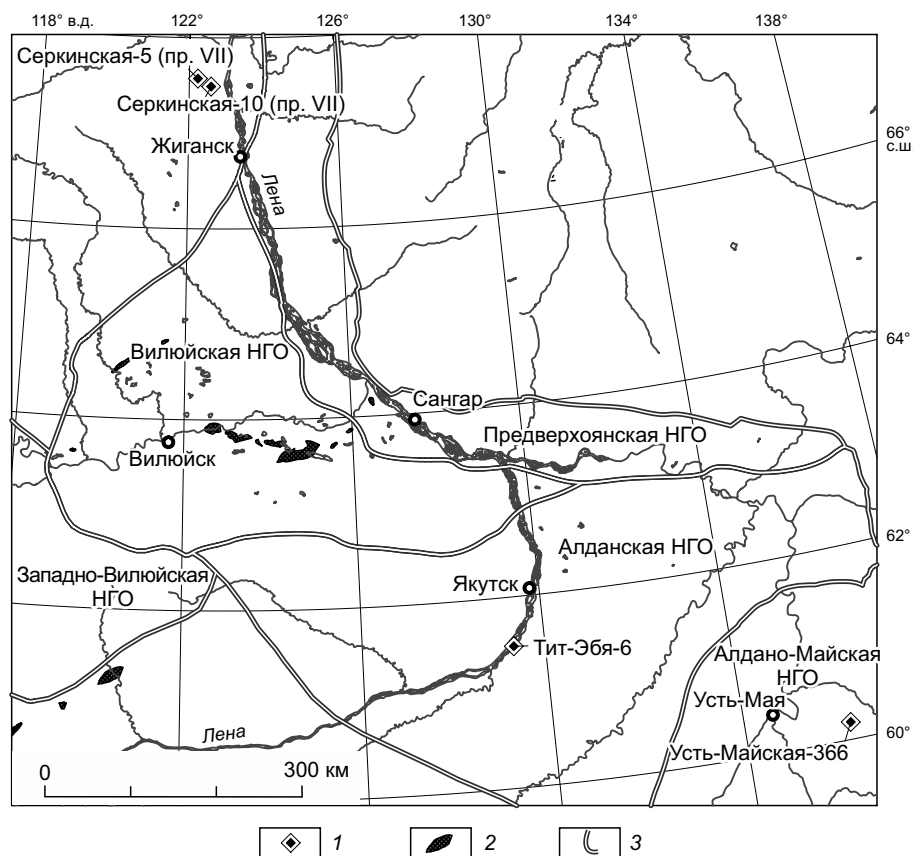 118° в.д.
122°
126°
130°
134°
138°
Серкинская-5 (пр. VII)
Серкинская-10 (пр. VII)
66°
с.ш.
Жиганск
Лена
64°
Вилюйская НГО
Сангар
Предверхоянская НГО
Вилюйск
62°
Алданская НГО
Западно-Вилюйская
НГО
Якутск
Тит-Эбя-6
Алдано-Майская
НГО
Усть-Мая
60°
Лена
Усть-Майская-366
0
300 км
1
2
3